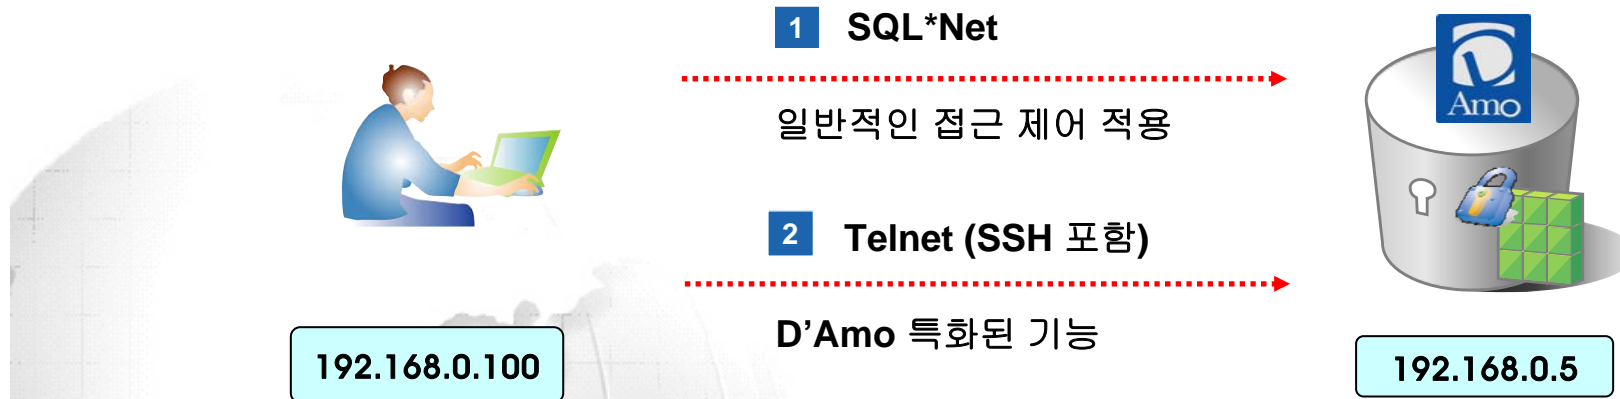 1 SQL*Net
일반적인 접근 제어 적용
2 Telnet (SSH 포함)
D’Amo 특화된 기능
192.168.0.100
Amo
192.168.0.5